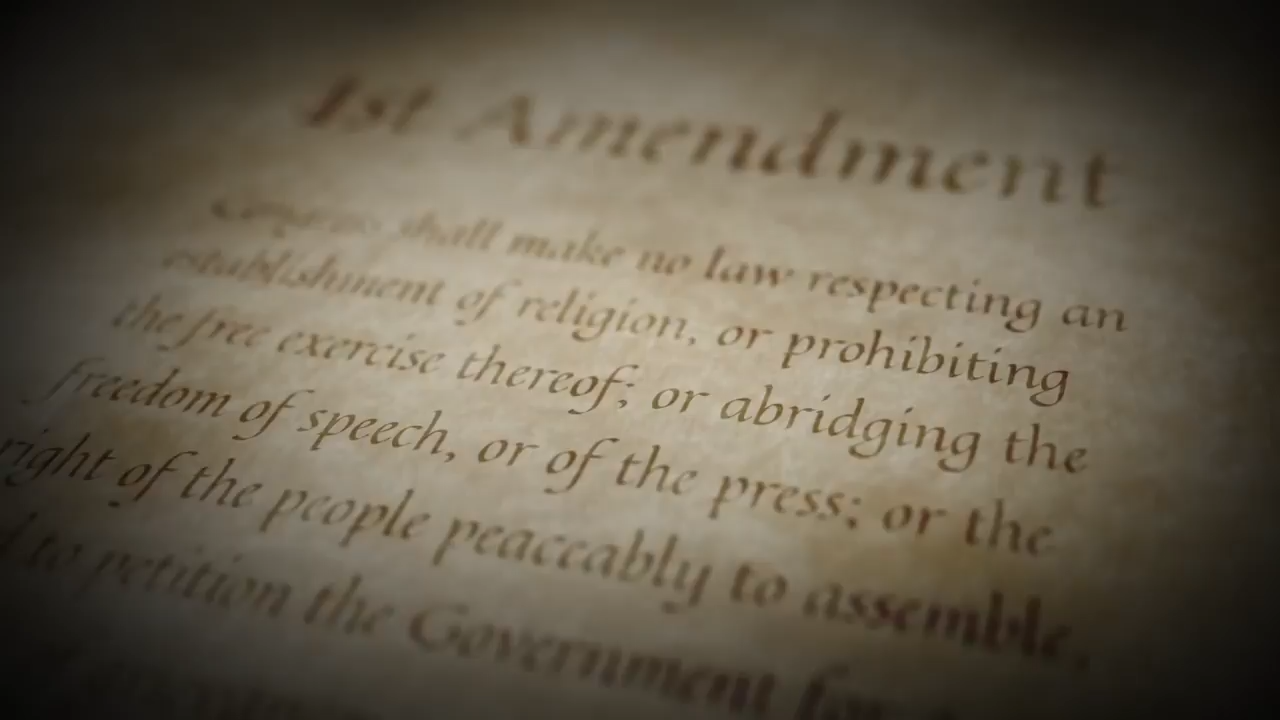 1st Amendment
Congress shall make no law respecting an
establishment of religion, or prohibiting
the free exercise thereof; or abridging the
freedom of speech, or of the press; or the
right of the people peaceably to assemble,
to petition the Government for